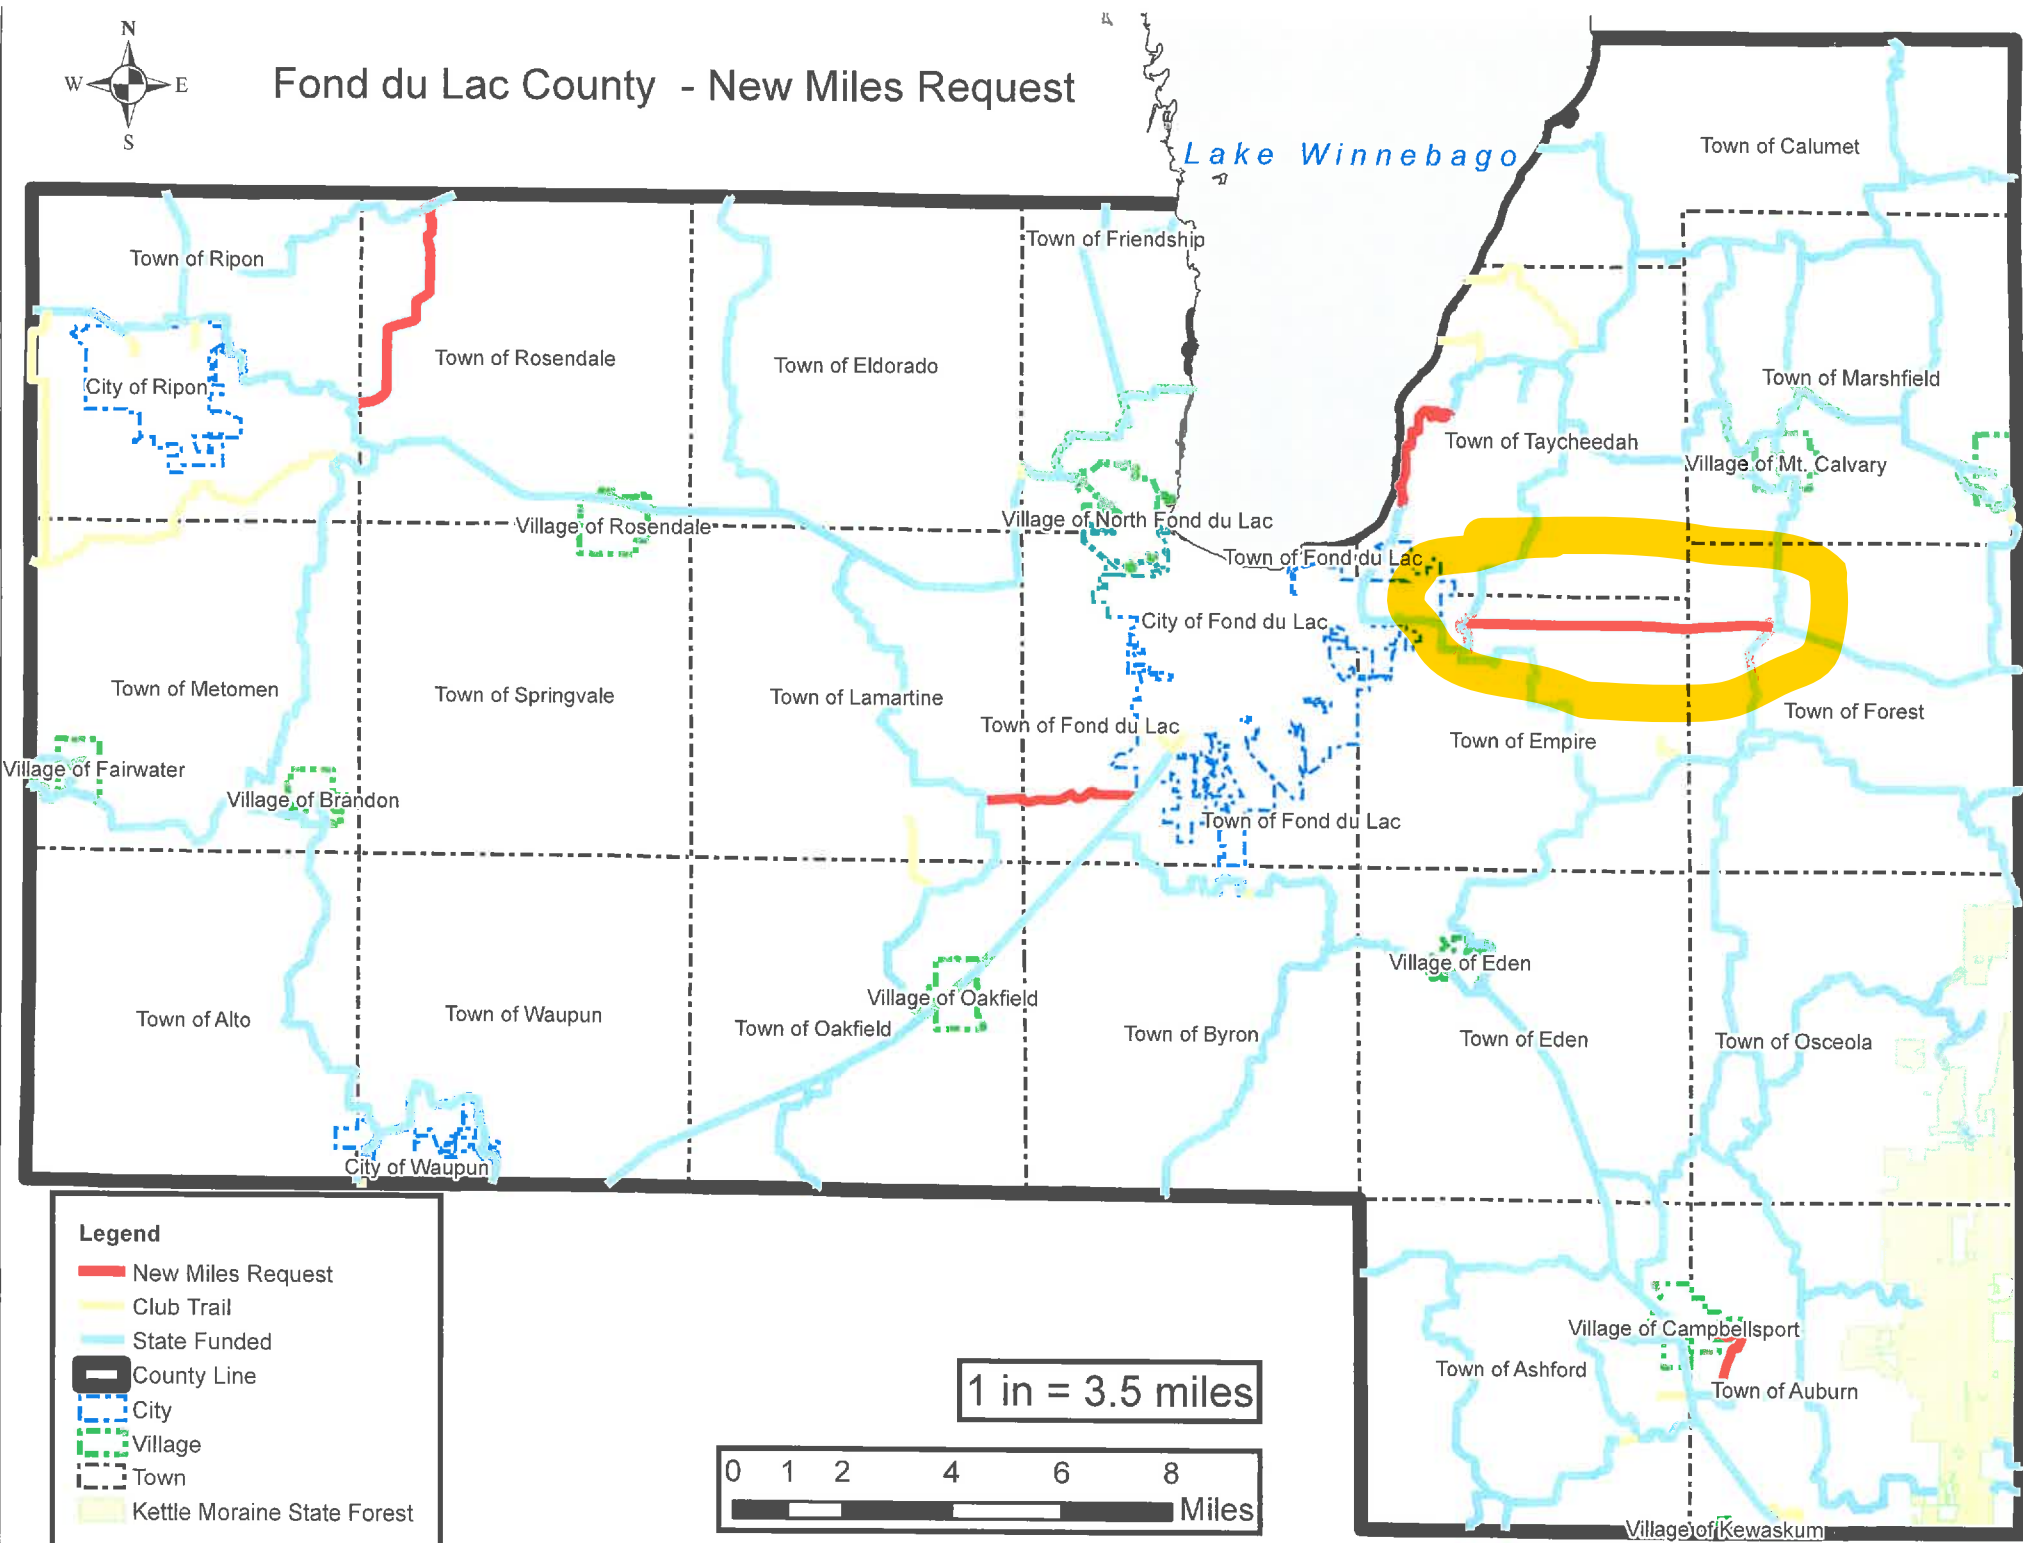 N
W E
S
Fond du Lac County - New Miles Request
Lake Winnebago
Town of Calumet
Town of Friendship
Town of Ripon
Town of Rosendale
Town of Eldorado
City of Ripon
Town of Marshfield
Town of Taycheedah
Village of Mt. Calvary
Village of Rosendale
Village of North Fond du Lac
Town of Fond du Lac
City of Fond du Lac
Town of Metomen
Town of Springvale
Town of Lamartine
Town of Fond du Lac
Town of Forest
Town of Empire
Village of Fairwater
Village of Brandon
Town of Fond du Lac
Village of Eden
Village of Oakfield
Town of Alto
Town of Waupun
Town of Oakfield
Town of Byron
Town of Eden
Town of Osceola
City of Waupun
Legend
New Miles Request
Club Trail
State Funded
County Line
City
Village
Town
Kettle Moraine State Forest
Village of Campbellsport
Town of Ashford
Town of Auburn
1 in = 3.5 miles
0 1 2 4 6 8
Miles
Village of Kewaskum